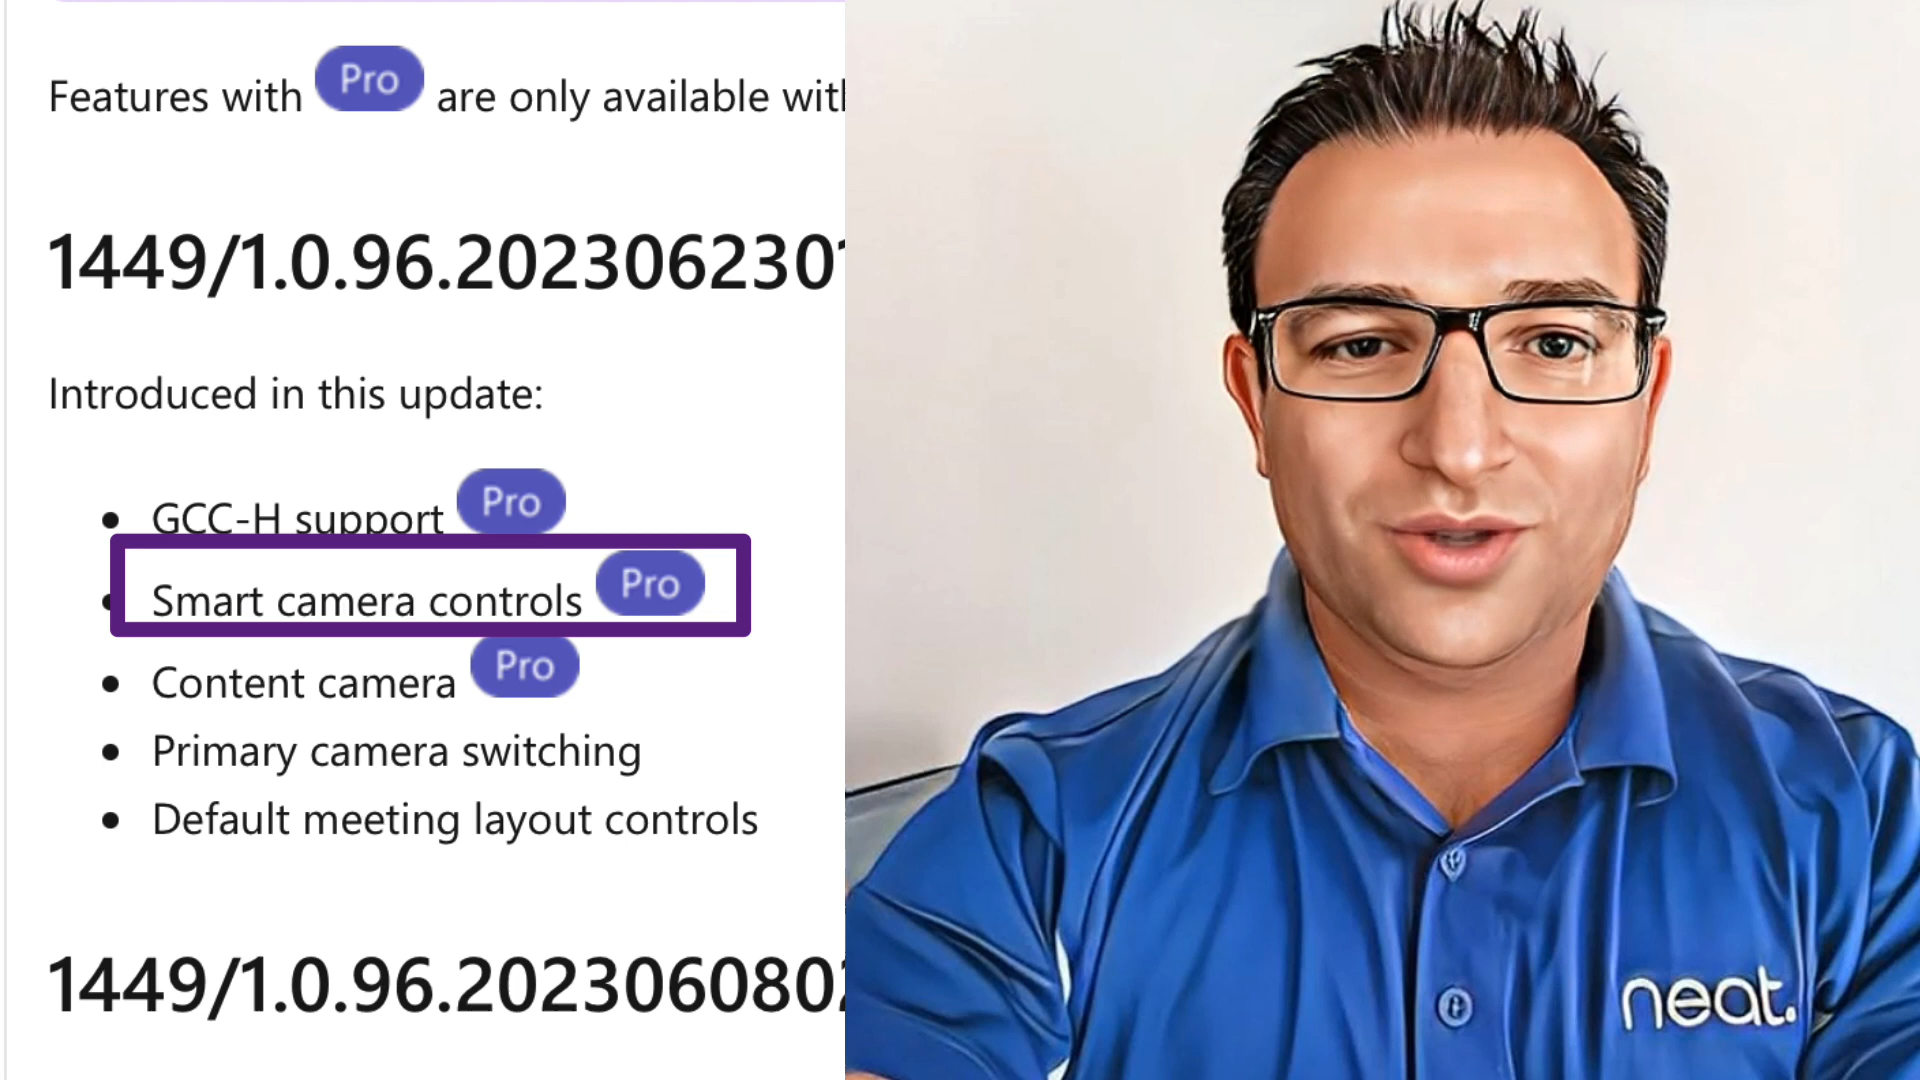 Features with Pro are only available with
1449/1.0.96.202306230
Introduced in this update:
GCC-H support Pro
Smart camera controls Pro
Content camera Pro
Primary camera switching
Default meeting layout controls
1449/1.0.96.202306080
neat.